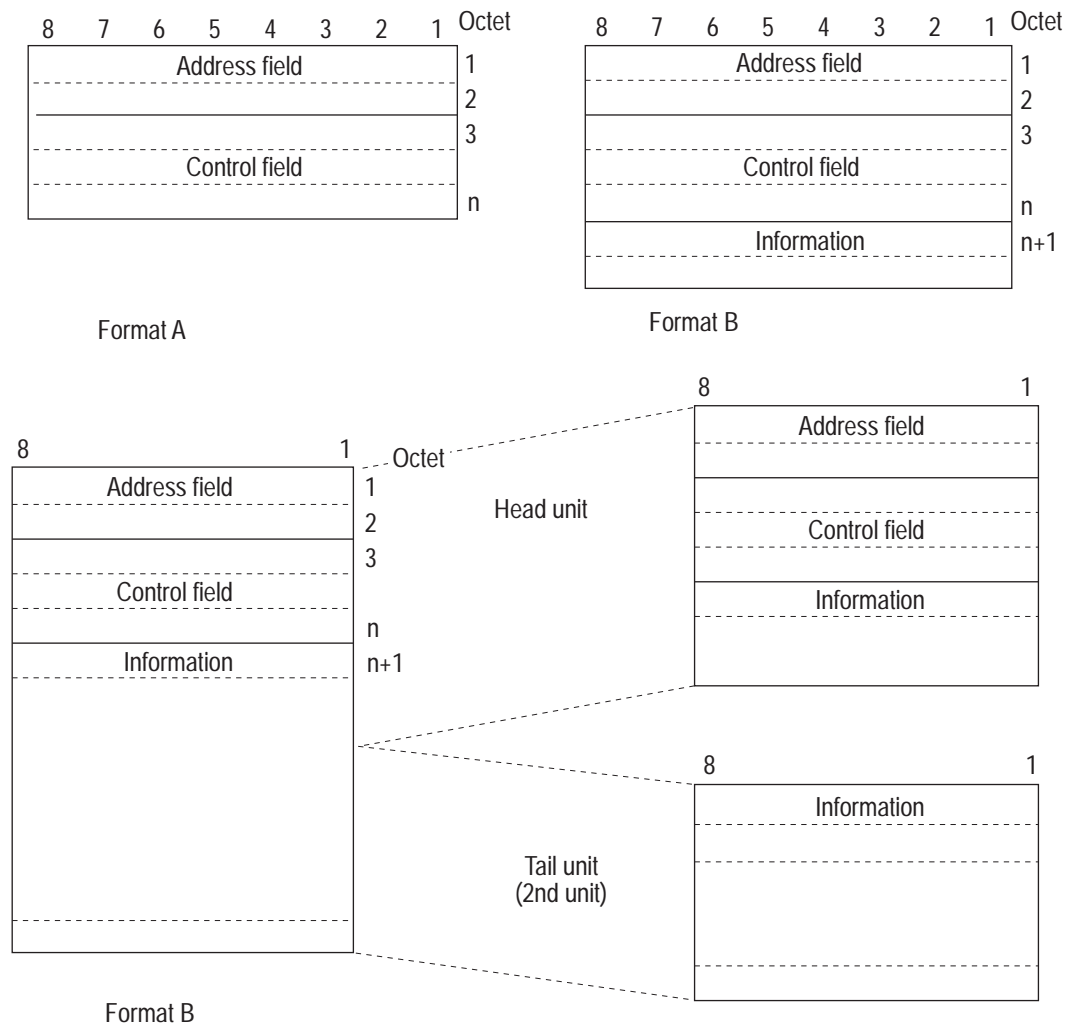 8 7 6 5 4 3 2 1 Octet
Address field 1
2
3
Control field
n
Format A
8 7 6 5 4 3 2 1 Octet
Address field 1
2
3
Control field
n
Information n+1
Format B
8 1
Octet
Address field 1
2
3
Control field
n
Information n+1
Format B
Head unit
8 1
Address field
Control field
Information
Tail unit
(2nd unit)
8 1
Information